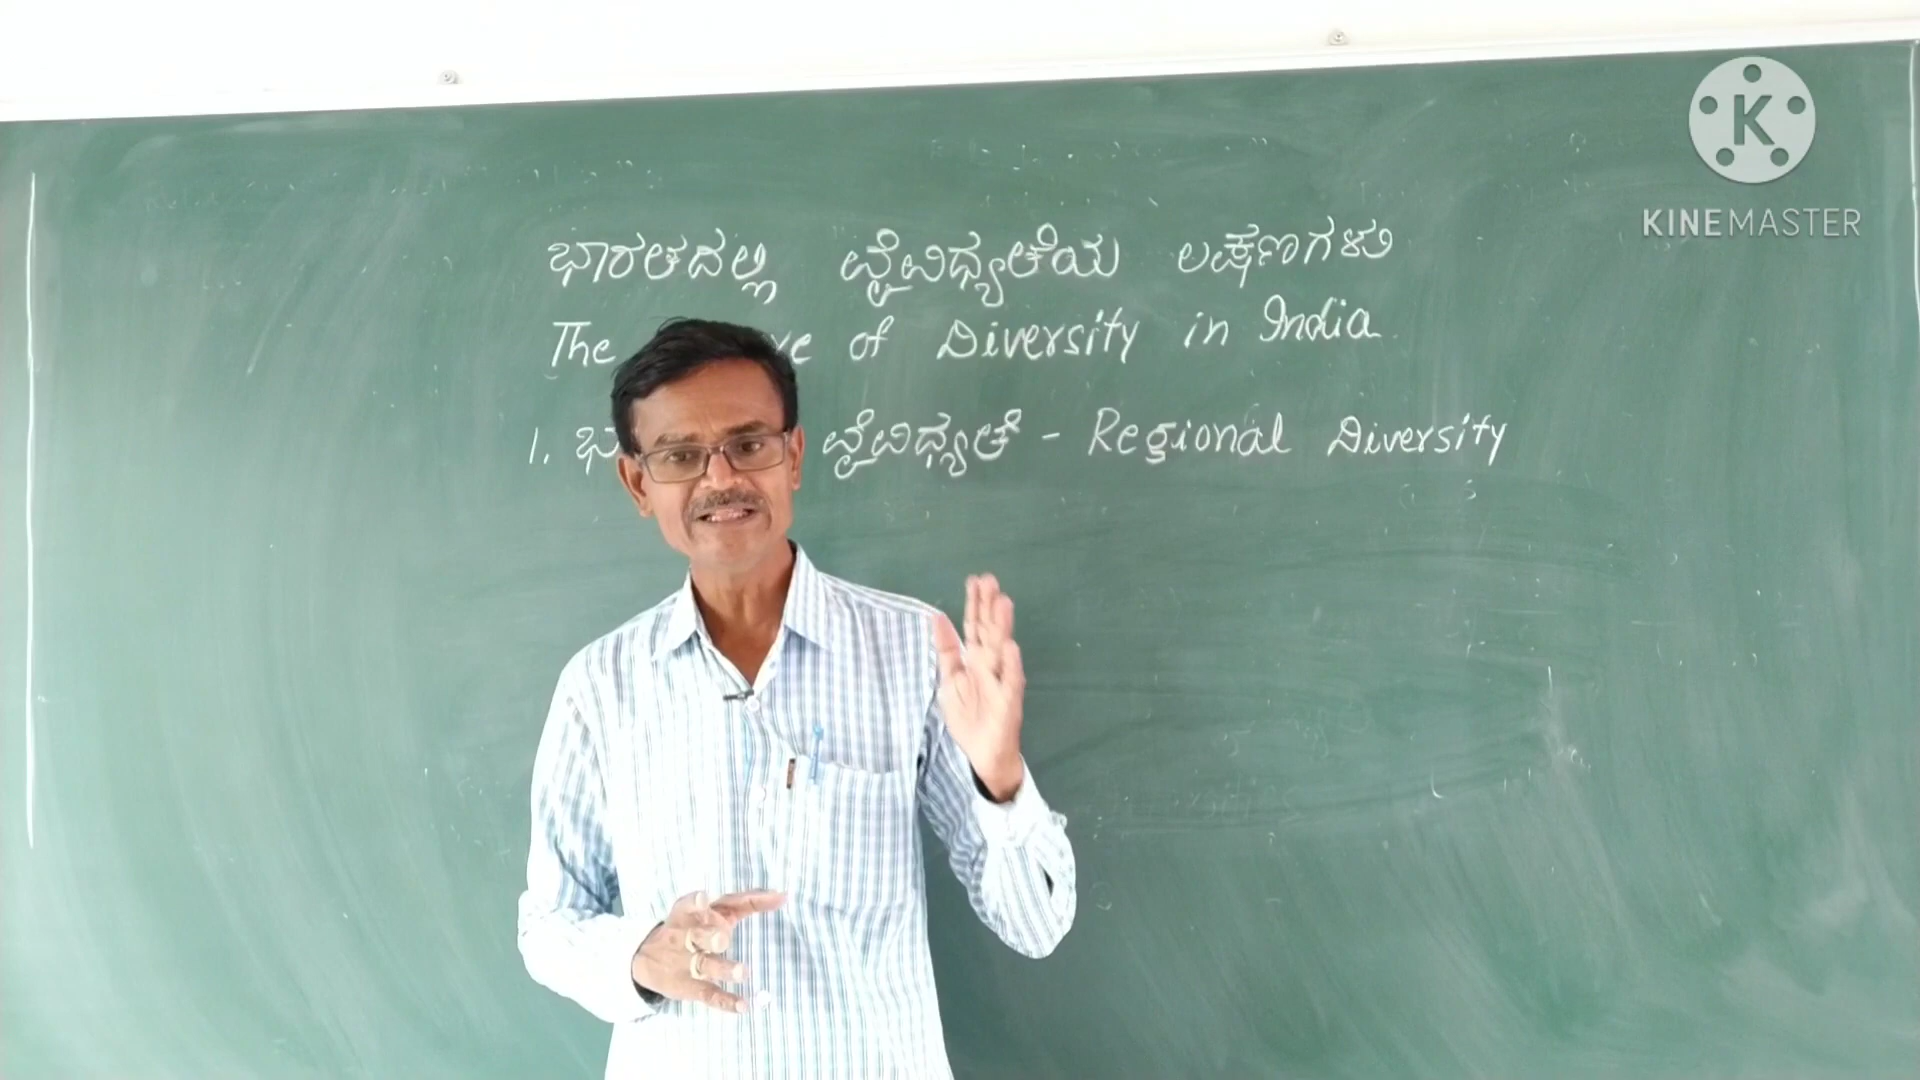 ಭಾರತದಲ್ಲಿ ವೈವಿಧ್ಯತೆಯ ಲಕ್ಷಣಗಳು
The of Diversity in India
1. ವೈವಿಧ್ಯತೆ - Regional Diversity
K
KINEMASTER